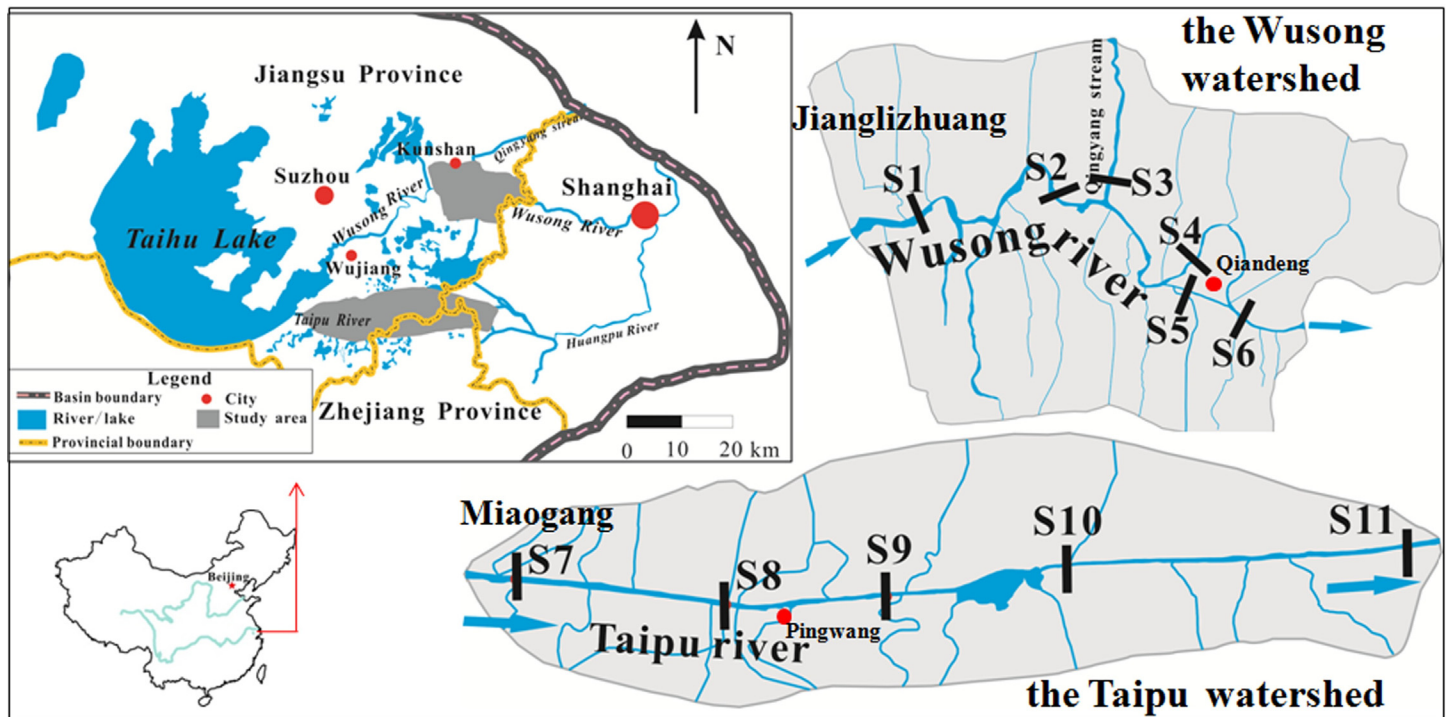 Jiangsu Province
N
Kunshan
Qingyang stream
Suzhou
Shanghai
Wusong River
Wusong River
Taihu Lake
Wujiang
Taipu River
Huangpu River
Legend
Basin boundary
City
River/lake
Study area
Provincial boundary
Zhejiang Province
0 10 20 km
the Wusong
watershed
Qingyang stream
Jianglizhuang
S1
S2
S3
Wusong river
S4
Qiandeng
S5
S6
Beijing
Miaogang
S7
S8
S9
S10
S11
Taipu river
Pingwang
the Taipu watershed